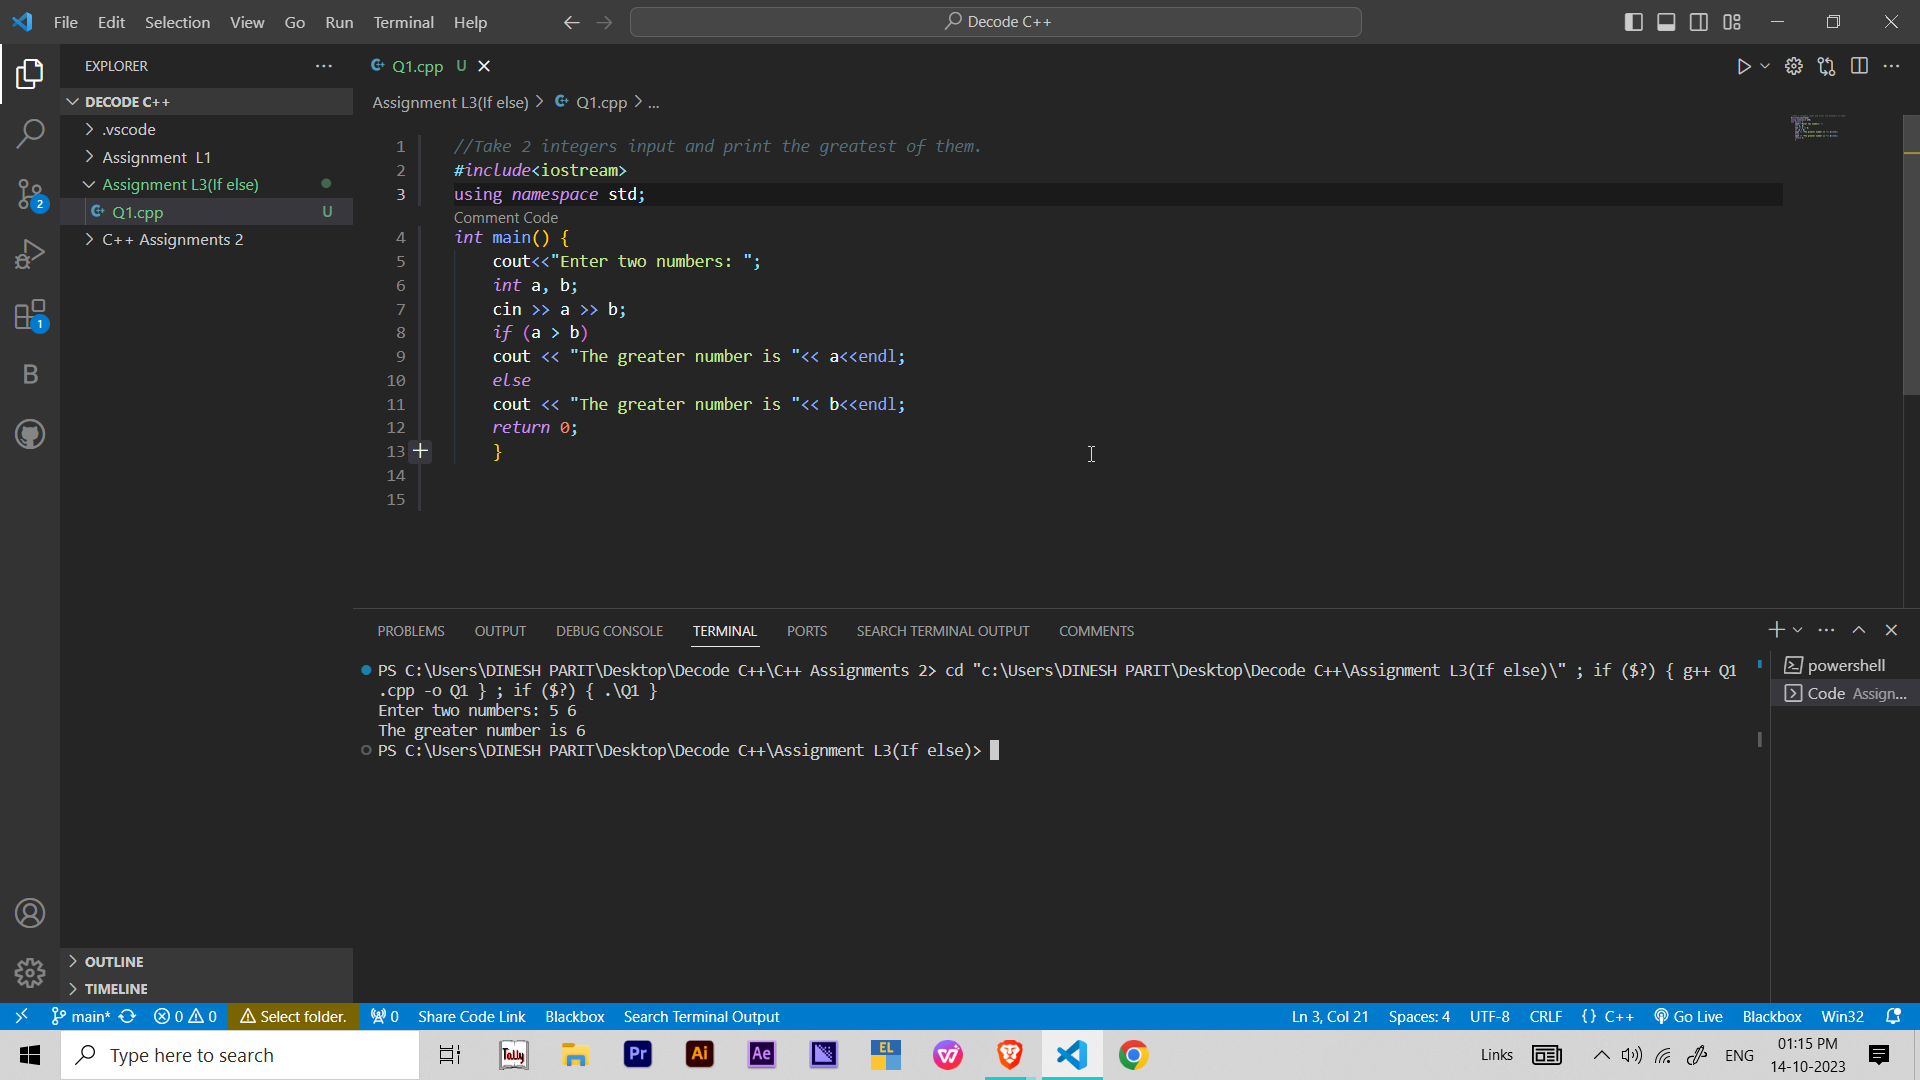 File Edit Selection View Go Run Terminal Help
Decode C++
EXPLORER
DECODE C++
.vscode
Assignment L1
Assignment L3(If else)
Q1.cpp U
C++ Assignments 2
OUTLINE
TIMELINE
Q1.cpp U
Assignment L3(If else) > Q1.cpp > ...
1 //Take 2 integers input and print the greatest of them.
2 #include<iostream>
3 using namespace std;
Comment Code
4 int main() {
5 cout<<"Enter two numbers: ";
6 int a, b;
7 cin >> a >> b;
8 if (a > b)
9 cout << "The greater number is "<< a<<endl;
10 else
11 cout << "The greater number is "<< b<<endl;
12 return 0;
13 }
14
15
PROBLEMS OUTPUT DEBUG CONSOLE TERMINAL PORTS SEARCH TERMINAL OUTPUT COMMENTS
PS C:\Users\DINESH PARIT\Desktop\Decode C++\C++ Assignments 2> cd "c:\Users\DINESH PARIT\Desktop\Decode C++\Assignment L3(If else)\" ; if ($?) { g++ Q1
.cpp -o Q1 } ; if ($?) { .\Q1 }
Enter two numbers: 5 6
The greater number is 6
PS C:\Users\DINESH PARIT\Desktop\Decode C++\Assignment L3(If else)>
powershell
Code Assign...
2
1
B
main* 0 0 Select folder. 0 Share Code Link Blackbox Search Terminal Output Ln 3, Col 21 Spaces: 4 UTF-8 CRLF {} C++ Go Live Blackbox Win32
Type here to search
Tally Pr Ai Ae EL
Links ENG 01:15 PM
14-10-2023